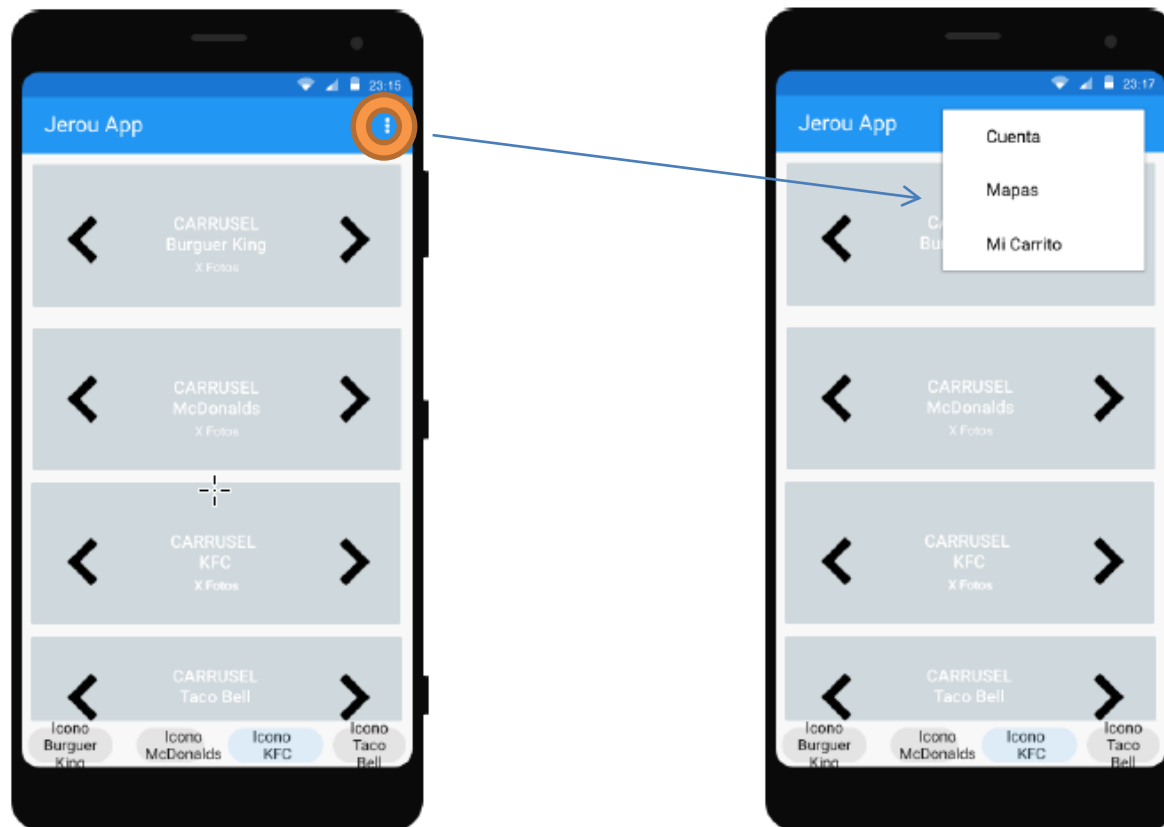 23:15
Jerou App
CARRUSEL
Burguer King
X Fotos
CARRUSEL
McDonalds
X Fotos
CARRUSEL
KFC
X Fotos
CARRUSEL
Taco Bell
Icono
Burguer
King
Icono
McDonalds
Icono
KFC
Icono
Taco
Bell
23:17
Jerou App
Cuenta
Mapas
Mi Carrito
CARRUSEL
McDonalds
X Fotos
CARRUSEL
KFC
X Fotos
CARRUSEL
Taco Bell
Icono
Burguer
King
Icono
McDonalds
Icono
KFC
Icono
Taco
Bell